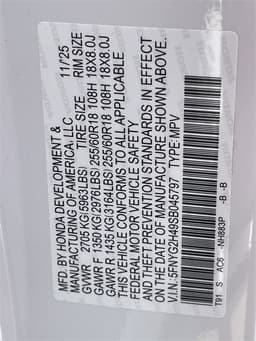 MFD. BY HONDA DEVELOPMENT & 11/25
MANUFACTURING OF AMERICA, LLC
TIRE SIZE RIM SIZE
GVWR 2705 KG(5963LBS)
GAWR F 1350 KG(2976LBS) 255/60R18 108H 18X8.0J
GAWR R 1435 KG(3164LBS) 255/60R18 108H 18X8.0J
THIS VEHICLE CONFORMS TO ALL APPLICABLE
FEDERAL MOTOR VEHICLE SAFETY
AND THEFT PREVENTION STANDARDS IN EFFECT
ON THE DATE OF MANUFACTURE SHOWN ABOVE.
V.I.N: 5FNYG2H49SB045797 TYPE:MPV
T91 S AC6 -NH883P -B -B